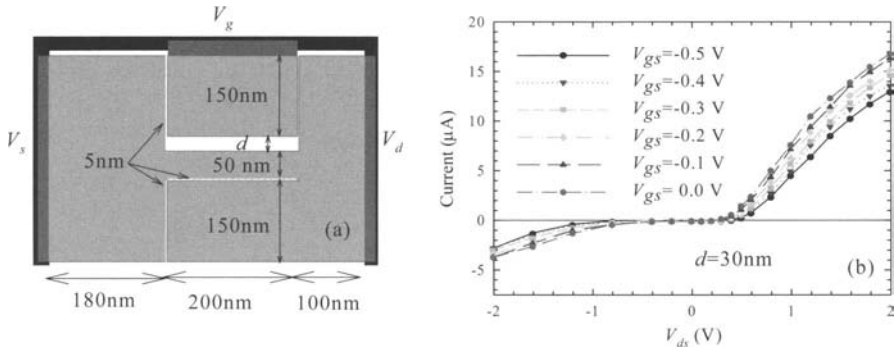 V_g
150nm
V_s
d
V_d
5nm
50 nm
150nm
(a)
180nm
200nm
100nm
20
15
10
5
0
-5
Current (μA)
V_gs=-0.5 V
V_gs=-0.4 V
V_gs=-0.3 V
V_gs=-0.2 V
V_gs=-0.1 V
V_gs= 0.0 V
d=30nm
(b)
-2
-1
0
1
2
V_ds (V)